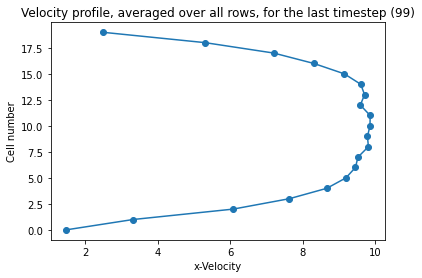 Velocity profile, averaged over all rows, for the last timestep (99)
17.5
15.0
12.5
10.0
7.5
5.0
2.5
0.0
Cell number
2 4 6 8 10
x-Velocity